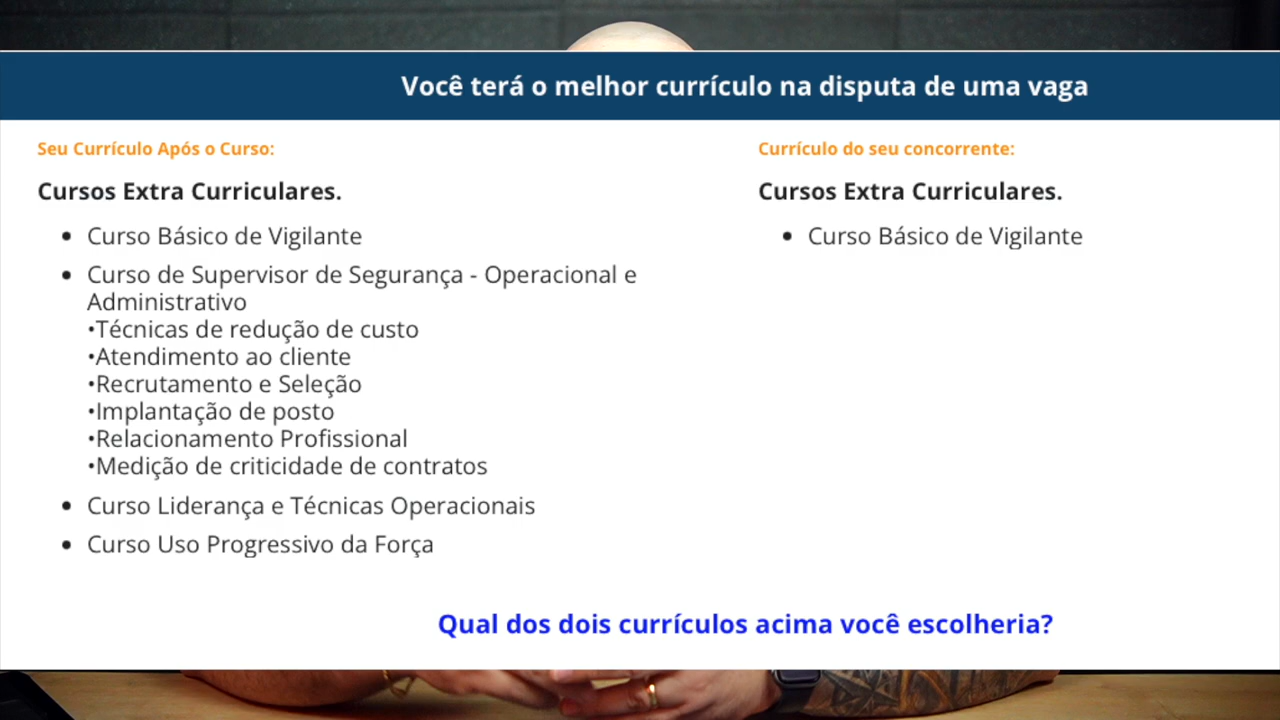 Você terá o melhor currículo na disputa de uma vaga
Seu Currículo Após o Curso:
Cursos Extra Curriculares.
• Curso Básico de Vigilante
• Curso de Supervisor de Segurança - Operacional e
Administrativo
•Técnicas de redução de custo
•Atendimento ao cliente
•Recrutamento e Seleção
•Implantação de posto
•Relacionamento Profissional
•Medição de criticidade de contratos
• Curso Liderança e Técnicas Operacionais
• Curso Uso Progressivo da Força
Currículo do seu concorrente:
Cursos Extra Curriculares.
• Curso Básico de Vigilante
Qual dos dois currículos acima você escolheria?